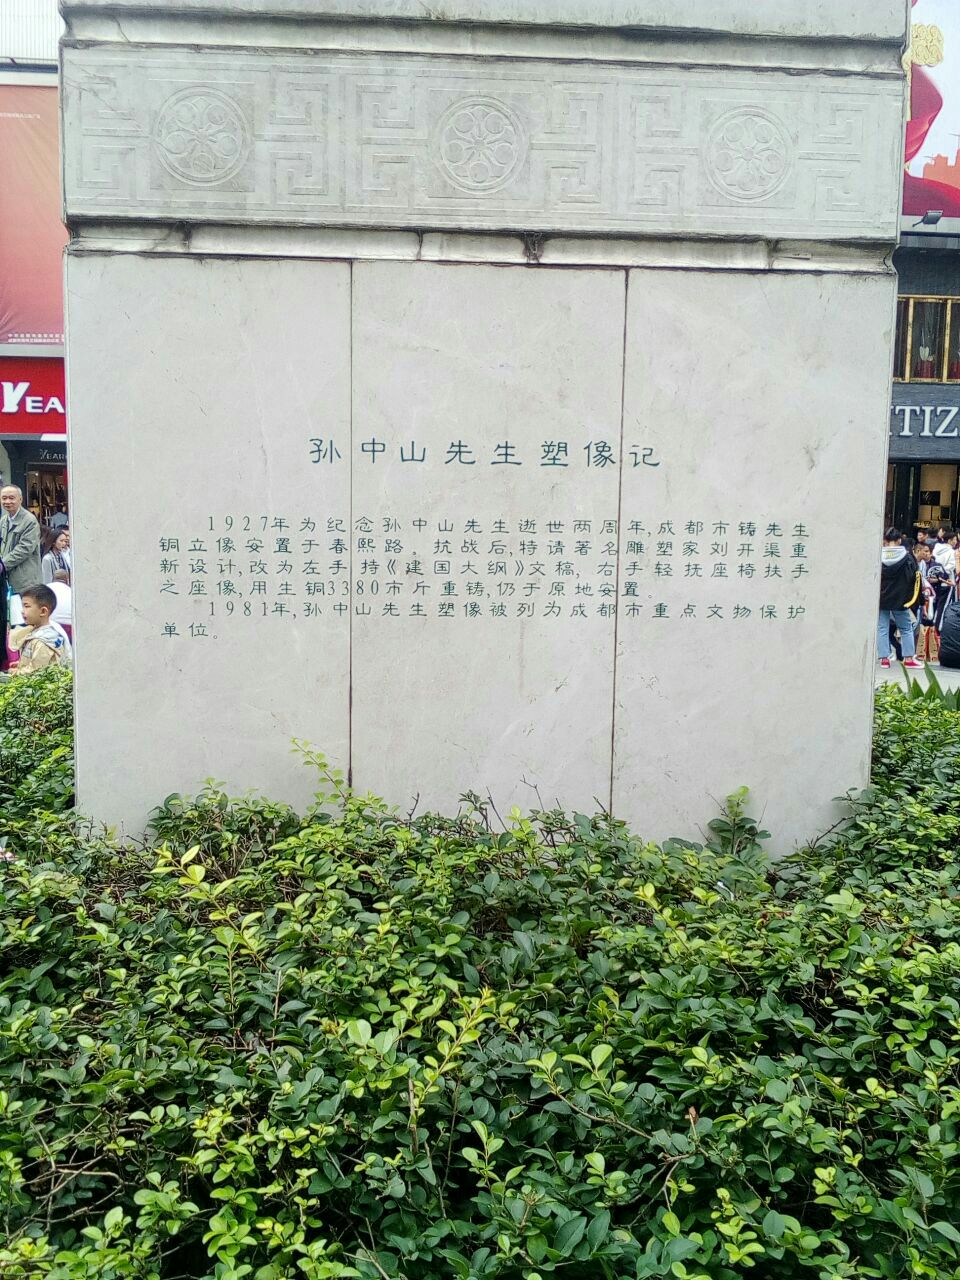 孙中山先生塑像记
1927年为纪念孙中山先生逝世两周年,成都市铸先生
铜立像安置于春熙路。抗战后,特请著名雕塑家刘开渠重
新设计,改为左手持《建国大纲》文稿,右手轻抚座椅扶手
之座像,用生铜3380市斤重铸,仍于原地安置。
1981年,孙中山先生塑像被列为成都市重点文物保护
单位。
YEA
TIZ